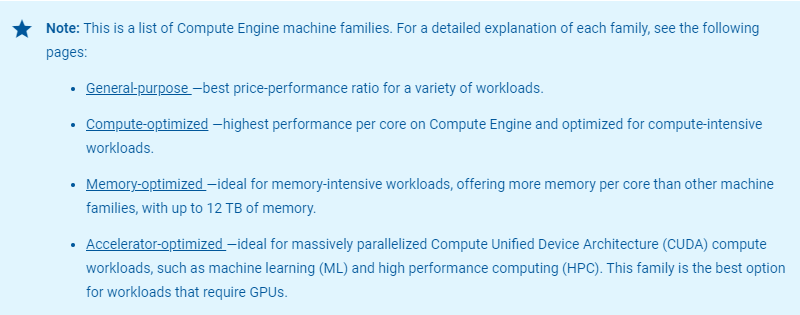 Note: This is a list of Compute Engine machine families. For a detailed explanation of each family, see the following
pages:
• General-purpose —best price-performance ratio for a variety of workloads.
• Compute-optimized —highest performance per core on Compute Engine and optimized for compute-intensive
workloads.
• Memory-optimized —ideal for memory-intensive workloads, offering more memory per core than other machine
families, with up to 12 TB of memory.
• Accelerator-optimized —ideal for massively parallelized Compute Unified Device Architecture (CUDA) compute
workloads, such as machine learning (ML) and high performance computing (HPC). This family is the best option
for workloads that require GPUs.